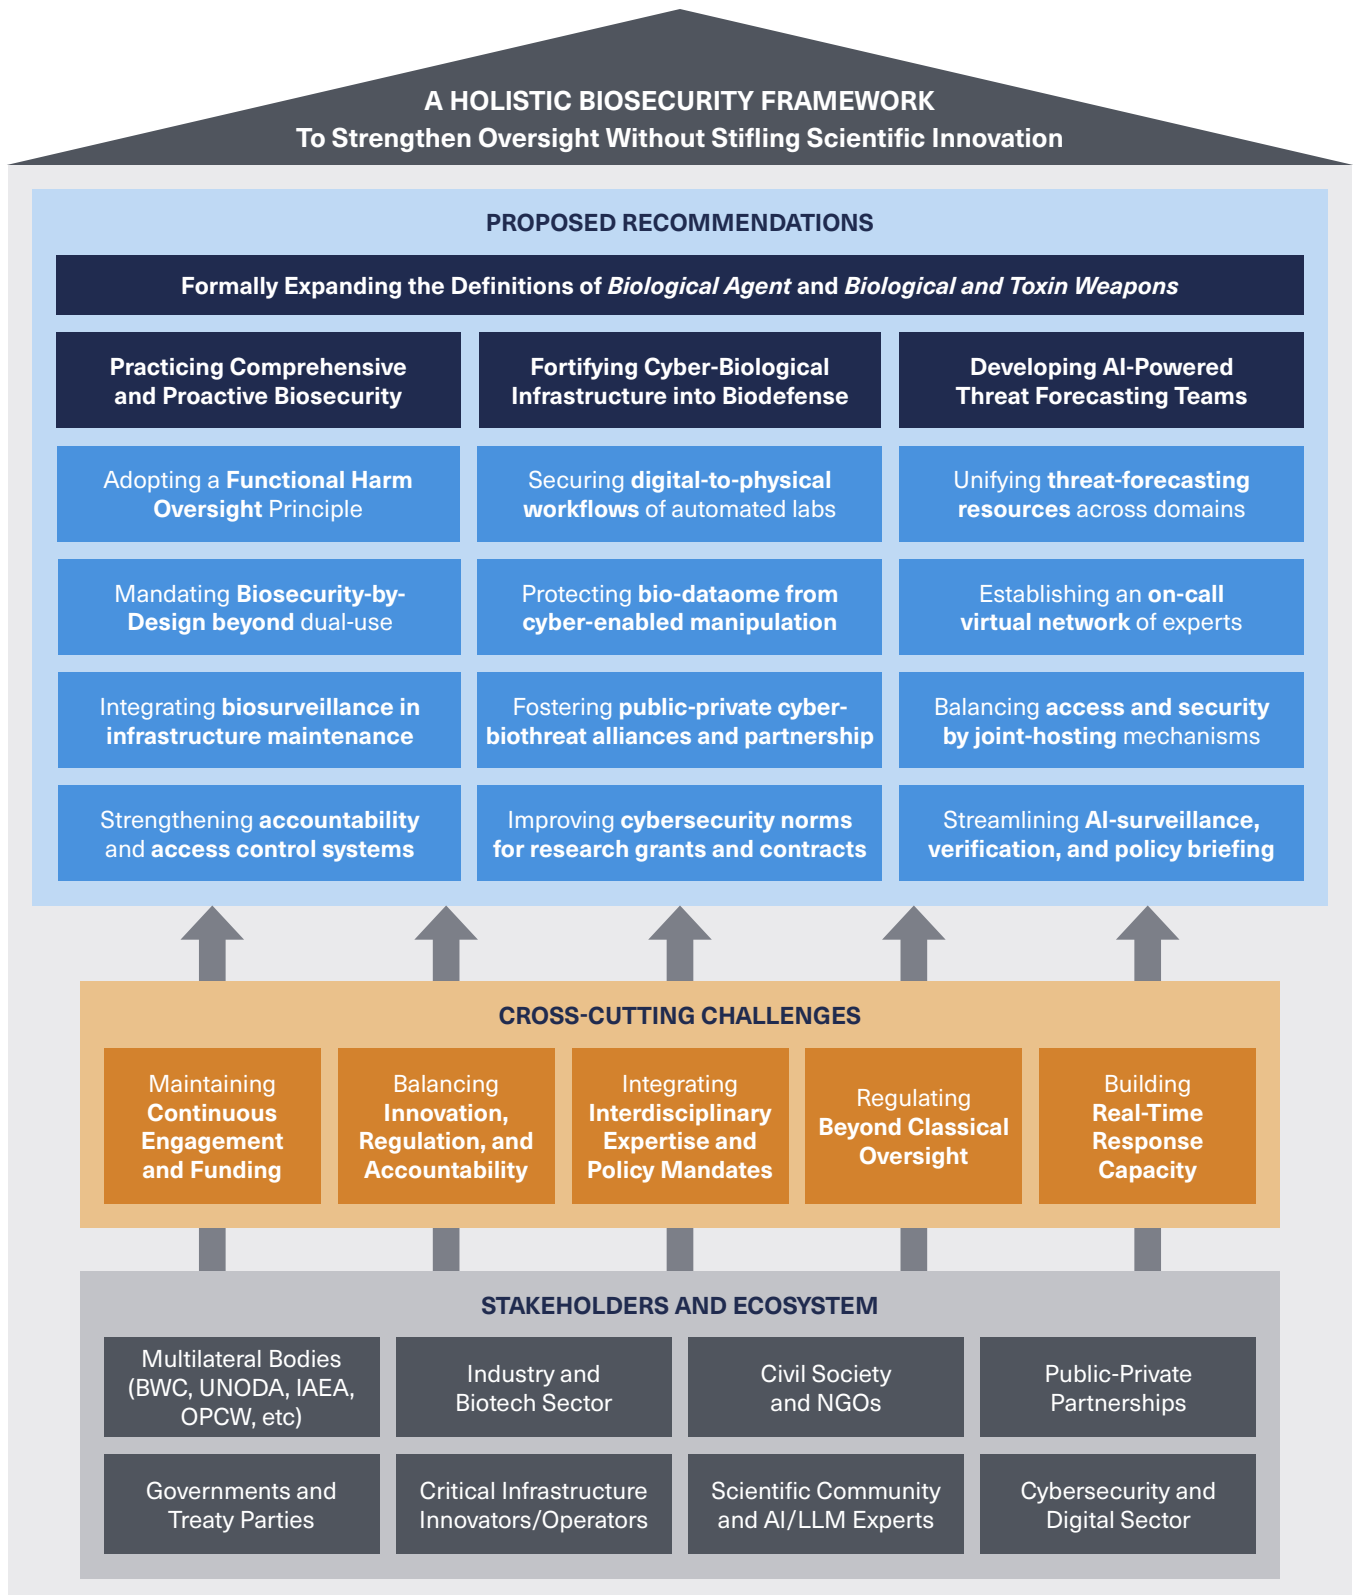 A HOLISTIC BIOSECURITY FRAMEWORK
To Strengthen Oversight Without Stifling Scientific Innovation
PROPOSED RECOMMENDATIONS
Formally Expanding the Definitions of Biological Agent and Biological and Toxin Weapons
Practicing Comprehensive
and Proactive Biosecurity
Fortifying Cyber-Biological
Infrastructure into Biodefense
Developing AI-Powered
Threat Forecasting Teams
Adopting a Functional Harm
Oversight Principle
Securing digital-to-physical
workflows of automated labs
Unifying threat-forecasting
resources across domains
Mandating Biosecurity-by-
Design beyond dual-use
Protecting bio-dataome from
cyber-enabled manipulation
Establishing an on-call
virtual network of experts
Integrating biosurveillance in
infrastructure maintenance
Fostering public-private cyber-
biothreat alliances and partnership
Balancing access and security
by joint-hosting mechanisms
Strengthening accountability
and access control systems
Improving cybersecurity norms
for research grants and contracts
Streamlining AI-surveillance,
verification, and policy briefing
CROSS-CUTTING CHALLENGES
Maintaining
Continuous
Engagement
and Funding
Balancing
Innovation,
Regulation, and
Accountability
Integrating
Interdisciplinary
Expertise and
Policy Mandates
Regulating
Beyond Classical
Oversight
Building
Real-Time
Response
Capacity
STAKEHOLDERS AND ECOSYSTEM
Multilateral Bodies
(BWC, UNODA, IAEA,
OPCW, etc)
Industry and
Biotech Sector
Civil Society
and NGOs
Public-Private
Partnerships
Governments and
Treaty Parties
Critical Infrastructure
Innovators/Operators
Scientific Community
and AI/LLM Experts
Cybersecurity and
Digital Sector